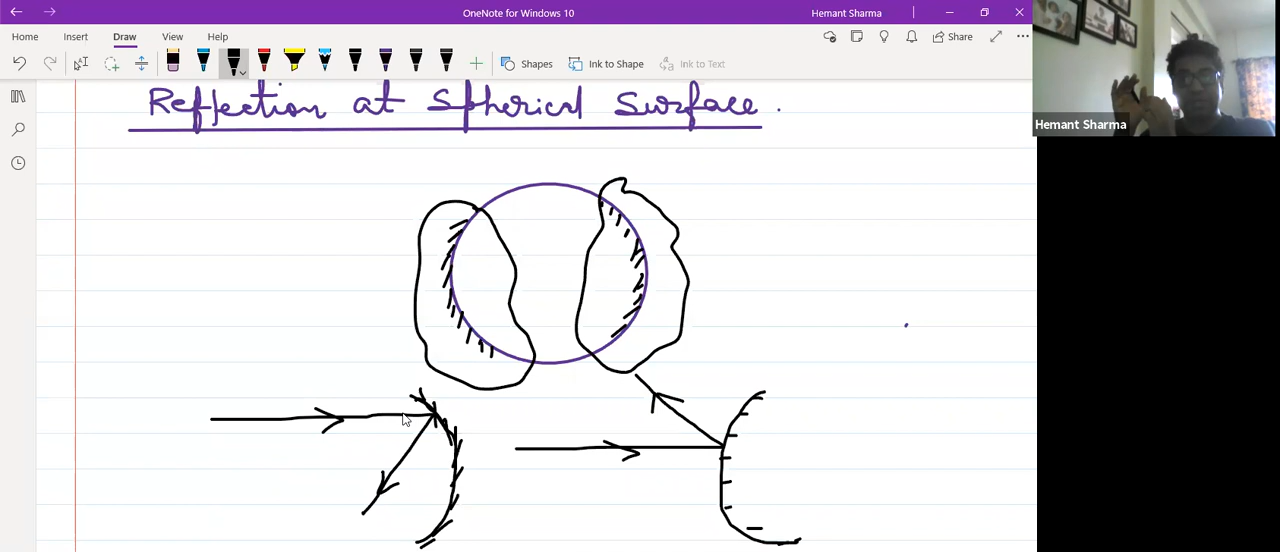 OneNote for Windows 10
Hemant Sharma
Home Insert Draw View Help
Share
Shapes Ink to Shape Ink to Text
Reflection at Spherical Surface.
Hemant Sharma